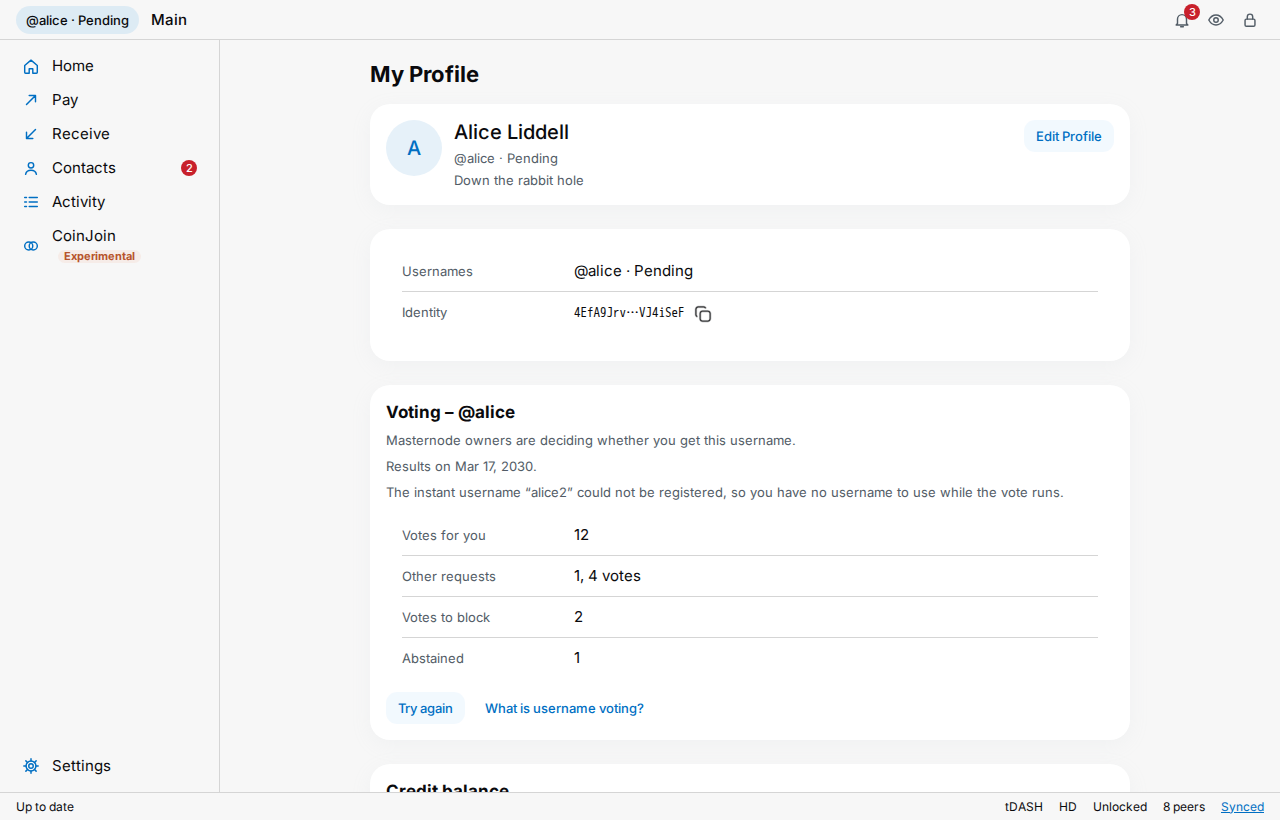 @alice · Pending Main 3
Home
Pay
Receive
Contacts 2
Activity
CoinJoin
Experimental
Settings
My Profile
A
Alice Liddell
@alice · Pending
Down the rabbit hole
Edit Profile
Usernames @alice · Pending
Identity 4EfA9Jrv···VJ4iSeF
Voting – @alice
Masternode owners are deciding whether you get this username.
Results on Mar 17, 2030.
The instant username “alice2” could not be registered, so you have no username to use while the vote runs.
Votes for you 12
Other requests 1, 4 votes
Votes to block 2
Abstained 1
Try again What is username voting?
Credit balance
Up to date tDASH HD Unlocked 8 peers Synced